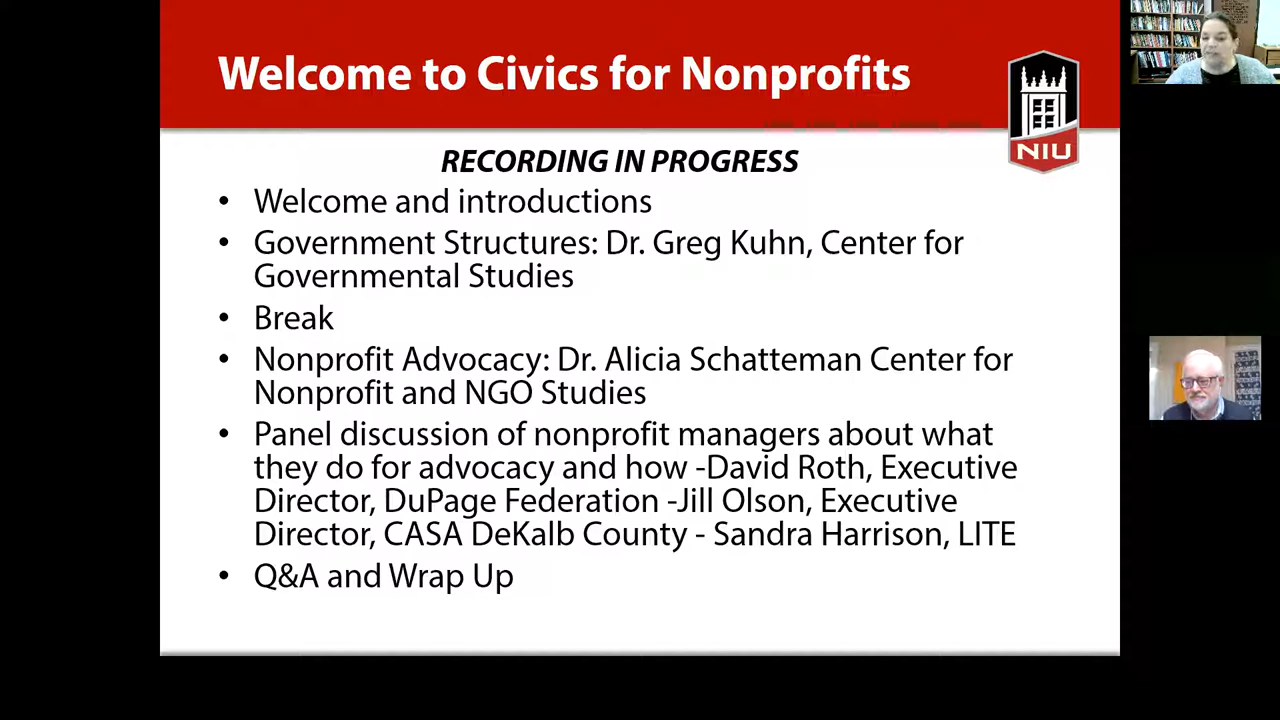 Welcome to Civics for Nonprofits
NIU
RECORDING IN PROGRESS
• Welcome and introductions
• Government Structures: Dr. Greg Kuhn, Center for
Governmental Studies
• Break
• Nonprofit Advocacy: Dr. Alicia Schatteman Center for
Nonprofit and NGO Studies
• Panel discussion of nonprofit managers about what
they do for advocacy and how -David Roth, Executive
Director, DuPage Federation -Jill Olson, Executive
Director, CASA DeKalb County - Sandra Harrison, LITE
• Q&A and Wrap Up